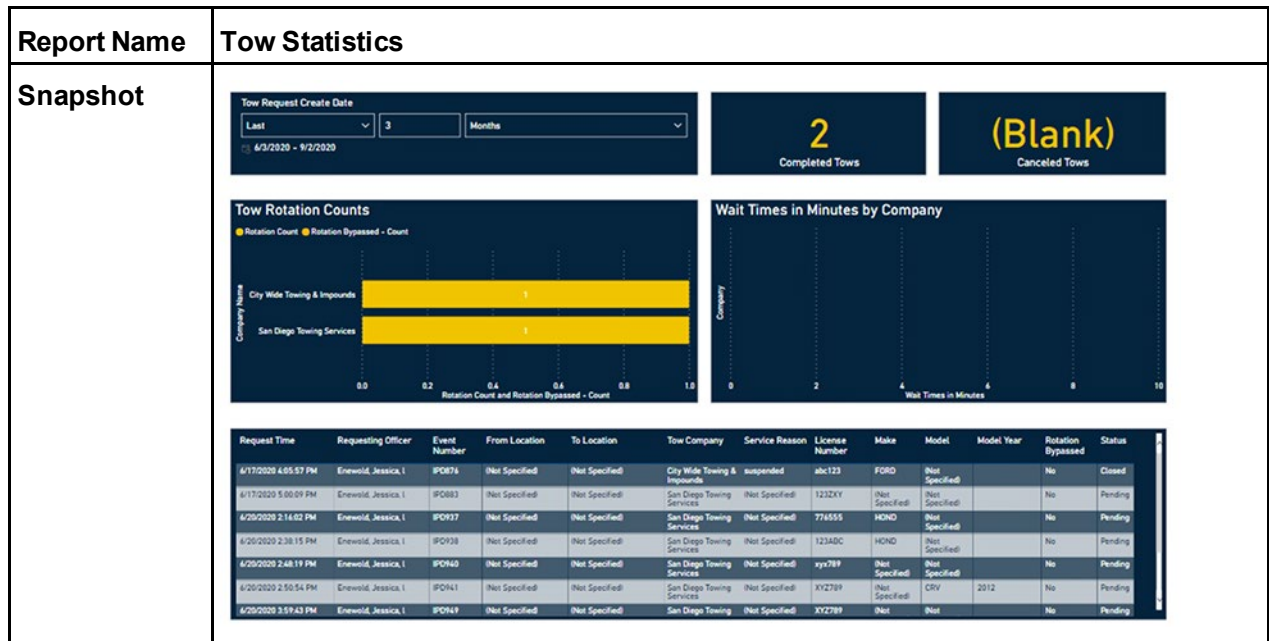 Report Name Tow Statistics
Snapshot
Tow Request Create Date
Last 3 Months
6/3/2020 - 9/2/2020
2
Completed Tows
(Blank)
Canceled Tows
Tow Rotation Counts
Rotation Count Rotation Bypassed - Count
Company Name
City Wide Towing & Impounds 1
San Diego Towing Services 1
0.0 0.2 0.4 0.6 0.8 1.0
Rotation Count and Rotation Bypassed - Count
Wait Times in Minutes by Company
Company
0 2 4 6 8 10
Wait Times in Minutes
Request Time Requesting Officer Event From Location To Location Tow Company Service Reason License Make Model Model Year Rotation Status
Number Number Bypassed
6/17/2020 4:05:57 PM Enewold, Jessica, L IPD876 (Not Specified) (Not Specified) City Wide Towing & suspended abc123 FORD (Not No Closed
Impounds Specified)
6/17/2020 5:00:09 PM Enewold, Jessica, L IPD883 (Not Specified) (Not Specified) San Diego Towing (Not Specified) 123ZXY (Not (Not No Pending
Services Specified) Specified)
6/20/2020 2:14:02 PM Enewold, Jessica, L IPD937 (Not Specified) (Not Specified) San Diego Towing (Not Specified) 776555 HOND (Not No Pending
Services Specified)
6/20/2020 2:38:15 PM Enewold, Jessica, L IPD938 (Not Specified) (Not Specified) San Diego Towing (Not Specified) 123ABC HOND (Not No Pending
Services Specified)
6/20/2020 2:48:19 PM Enewold, Jessica, L IPD940 (Not Specified) (Not Specified) San Diego Towing (Not Specified) xyx789 (Not (Not No Pending
Services Specified) Specified)
6/20/2020 2:50:54 PM Enewold, Jessica, L IPD941 (Not Specified) (Not Specified) San Diego Towing (Not Specified) XYZ789 (Not CRV 2012 No Pending
Services Specified)
6/20/2020 3:59:43 PM Enewold, Jessica, L IPD949 (Not Specified) (Not Specified) San Diego Towing (Not Specified) XYZ789 (Not (Not No Pending